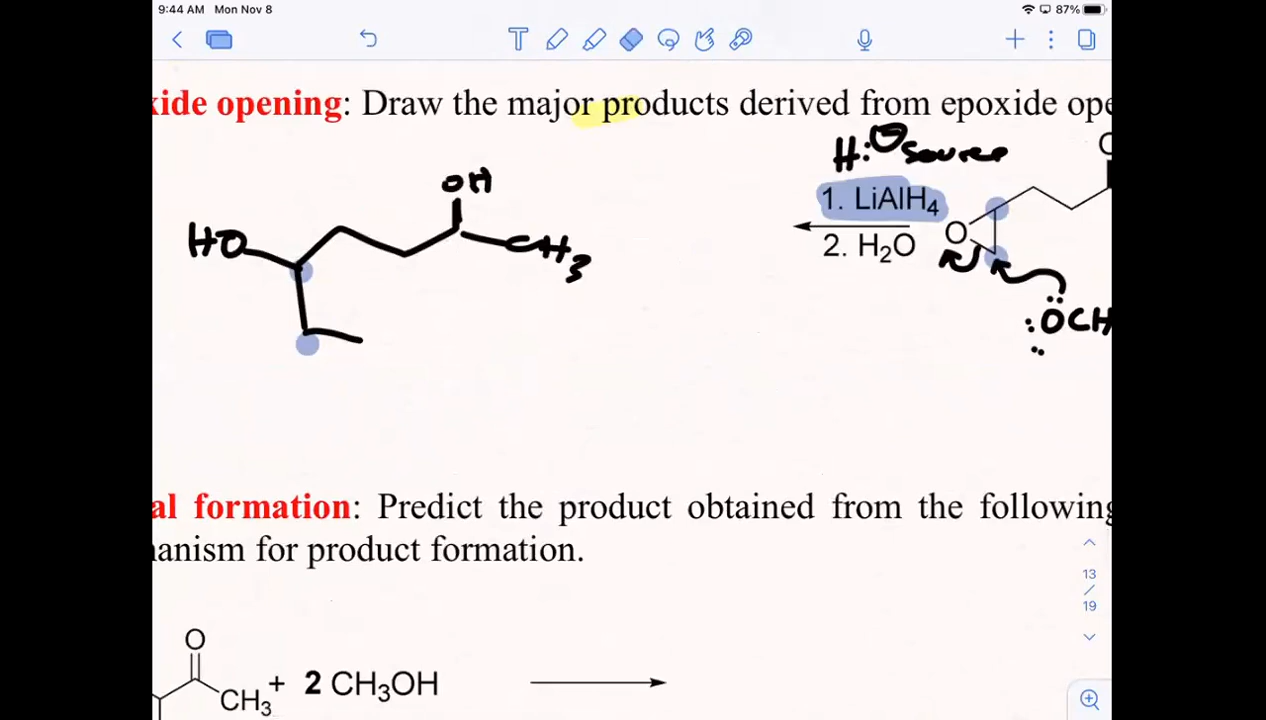 9:44 AM Mon Nov 8
87%
T
xide opening: Draw the major products derived from epoxide ope
H:⊖ source
OH
HO
CH3
1. LiAlH4
2. H2O
O
:ÖCH
al formation: Predict the product obtained from the following
nanism for product formation.
13
/
19
O
CH3
+ 2 CH3OH